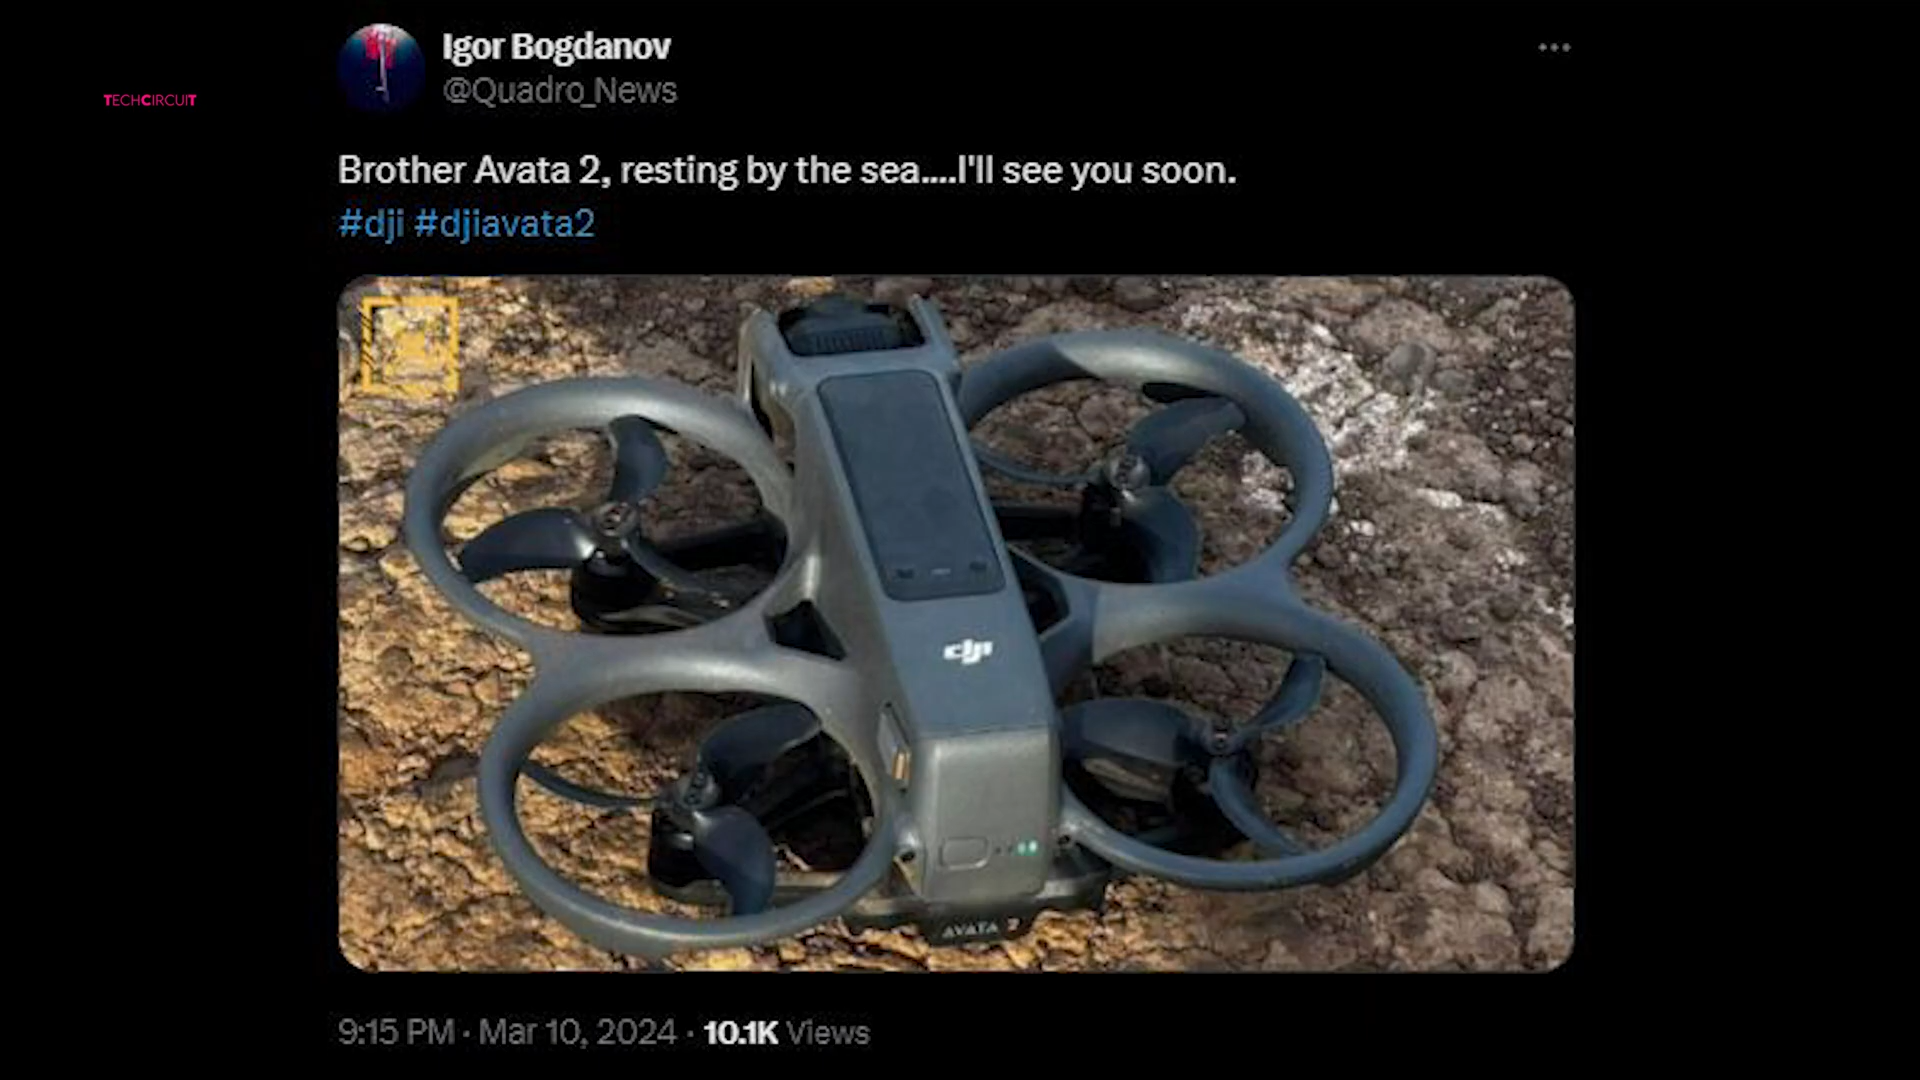 Igor Bogdanov
@Quadro_News
TECHCIRCUIT
Brother Avata 2, resting by the sea....I'll see you soon.
#dji #djiavata2
dji
AVATA 2
9:15 PM · Mar 10, 2024 · 10.1K Views